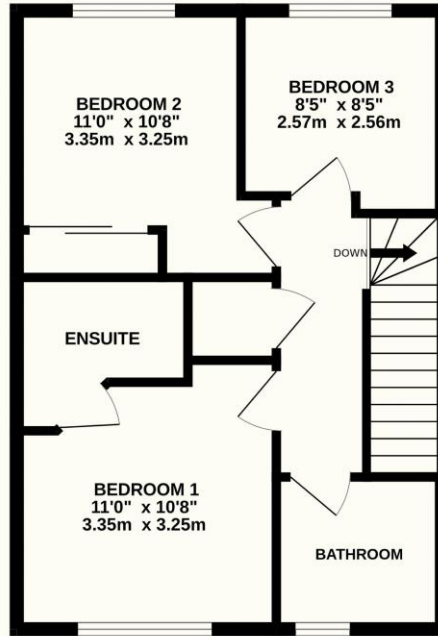 BEDROOM 2
11'0" x 10'8"
3.35m x 3.25m
BEDROOM 3
8'5" x 8'5"
2.57m x 2.56m
DOWN
ENSUITE
BEDROOM 1
11'0" x 10'8"
3.35m x 3.25m
BATHROOM